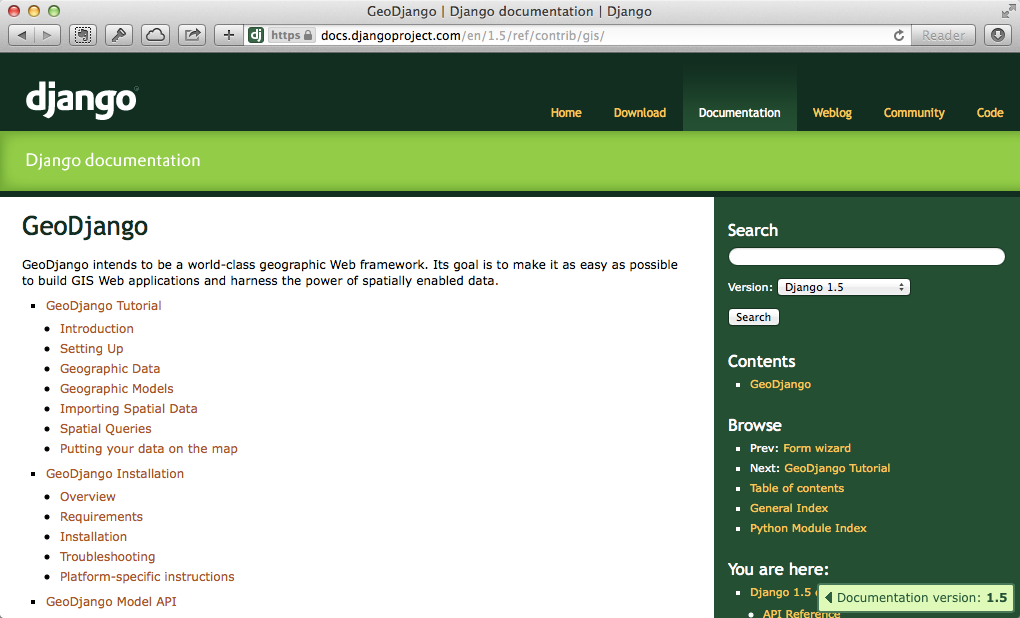 GeoDjango | Django documentation | Django
dj https docs.djangoproject.com/en/1.5/ref/contrib/gis/ Reader
django
Home Download Documentation Weblog Community Code
Django documentation
GeoDjango
GeoDjango intends to be a world-class geographic Web framework. Its goal is to make it as easy as possible
to build GIS Web applications and harness the power of spatially enabled data.
GeoDjango Tutorial
Introduction
Setting Up
Geographic Data
Geographic Models
Importing Spatial Data
Spatial Queries
Putting your data on the map
GeoDjango Installation
Overview
Requirements
Installation
Troubleshooting
Platform-specific instructions
GeoDjango Model API
Search
Version: Django 1.5
Search
Contents
GeoDjango
Browse
Prev: Form wizard
Next: GeoDjango Tutorial
Table of contents
General Index
Python Module Index
You are here:
Django 1.5
API Reference
Documentation version: 1.5